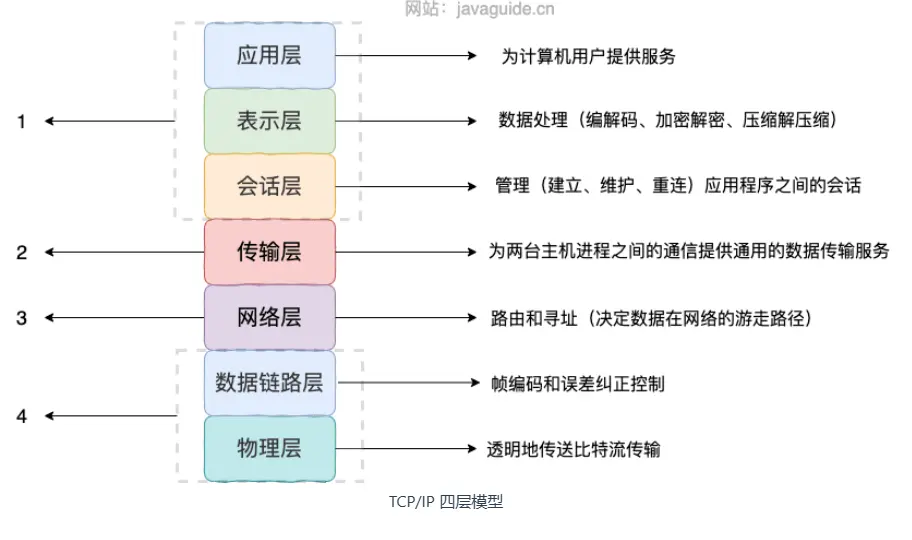 网站：javaguide.cn
应用层 为计算机用户提供服务
1 表示层 数据处理（编解码、加密解密、压缩解压缩）
会话层 管理（建立、维护、重连）应用程序之间的会话
2 传输层 为两台主机进程之间的通信提供通用的数据传输服务
3 网络层 路由和寻址（决定数据在网络的游走路径）
数据链路层 帧编码和误差纠正控制
4
物理层 透明地传送比特流传输
TCP/IP 四层模型